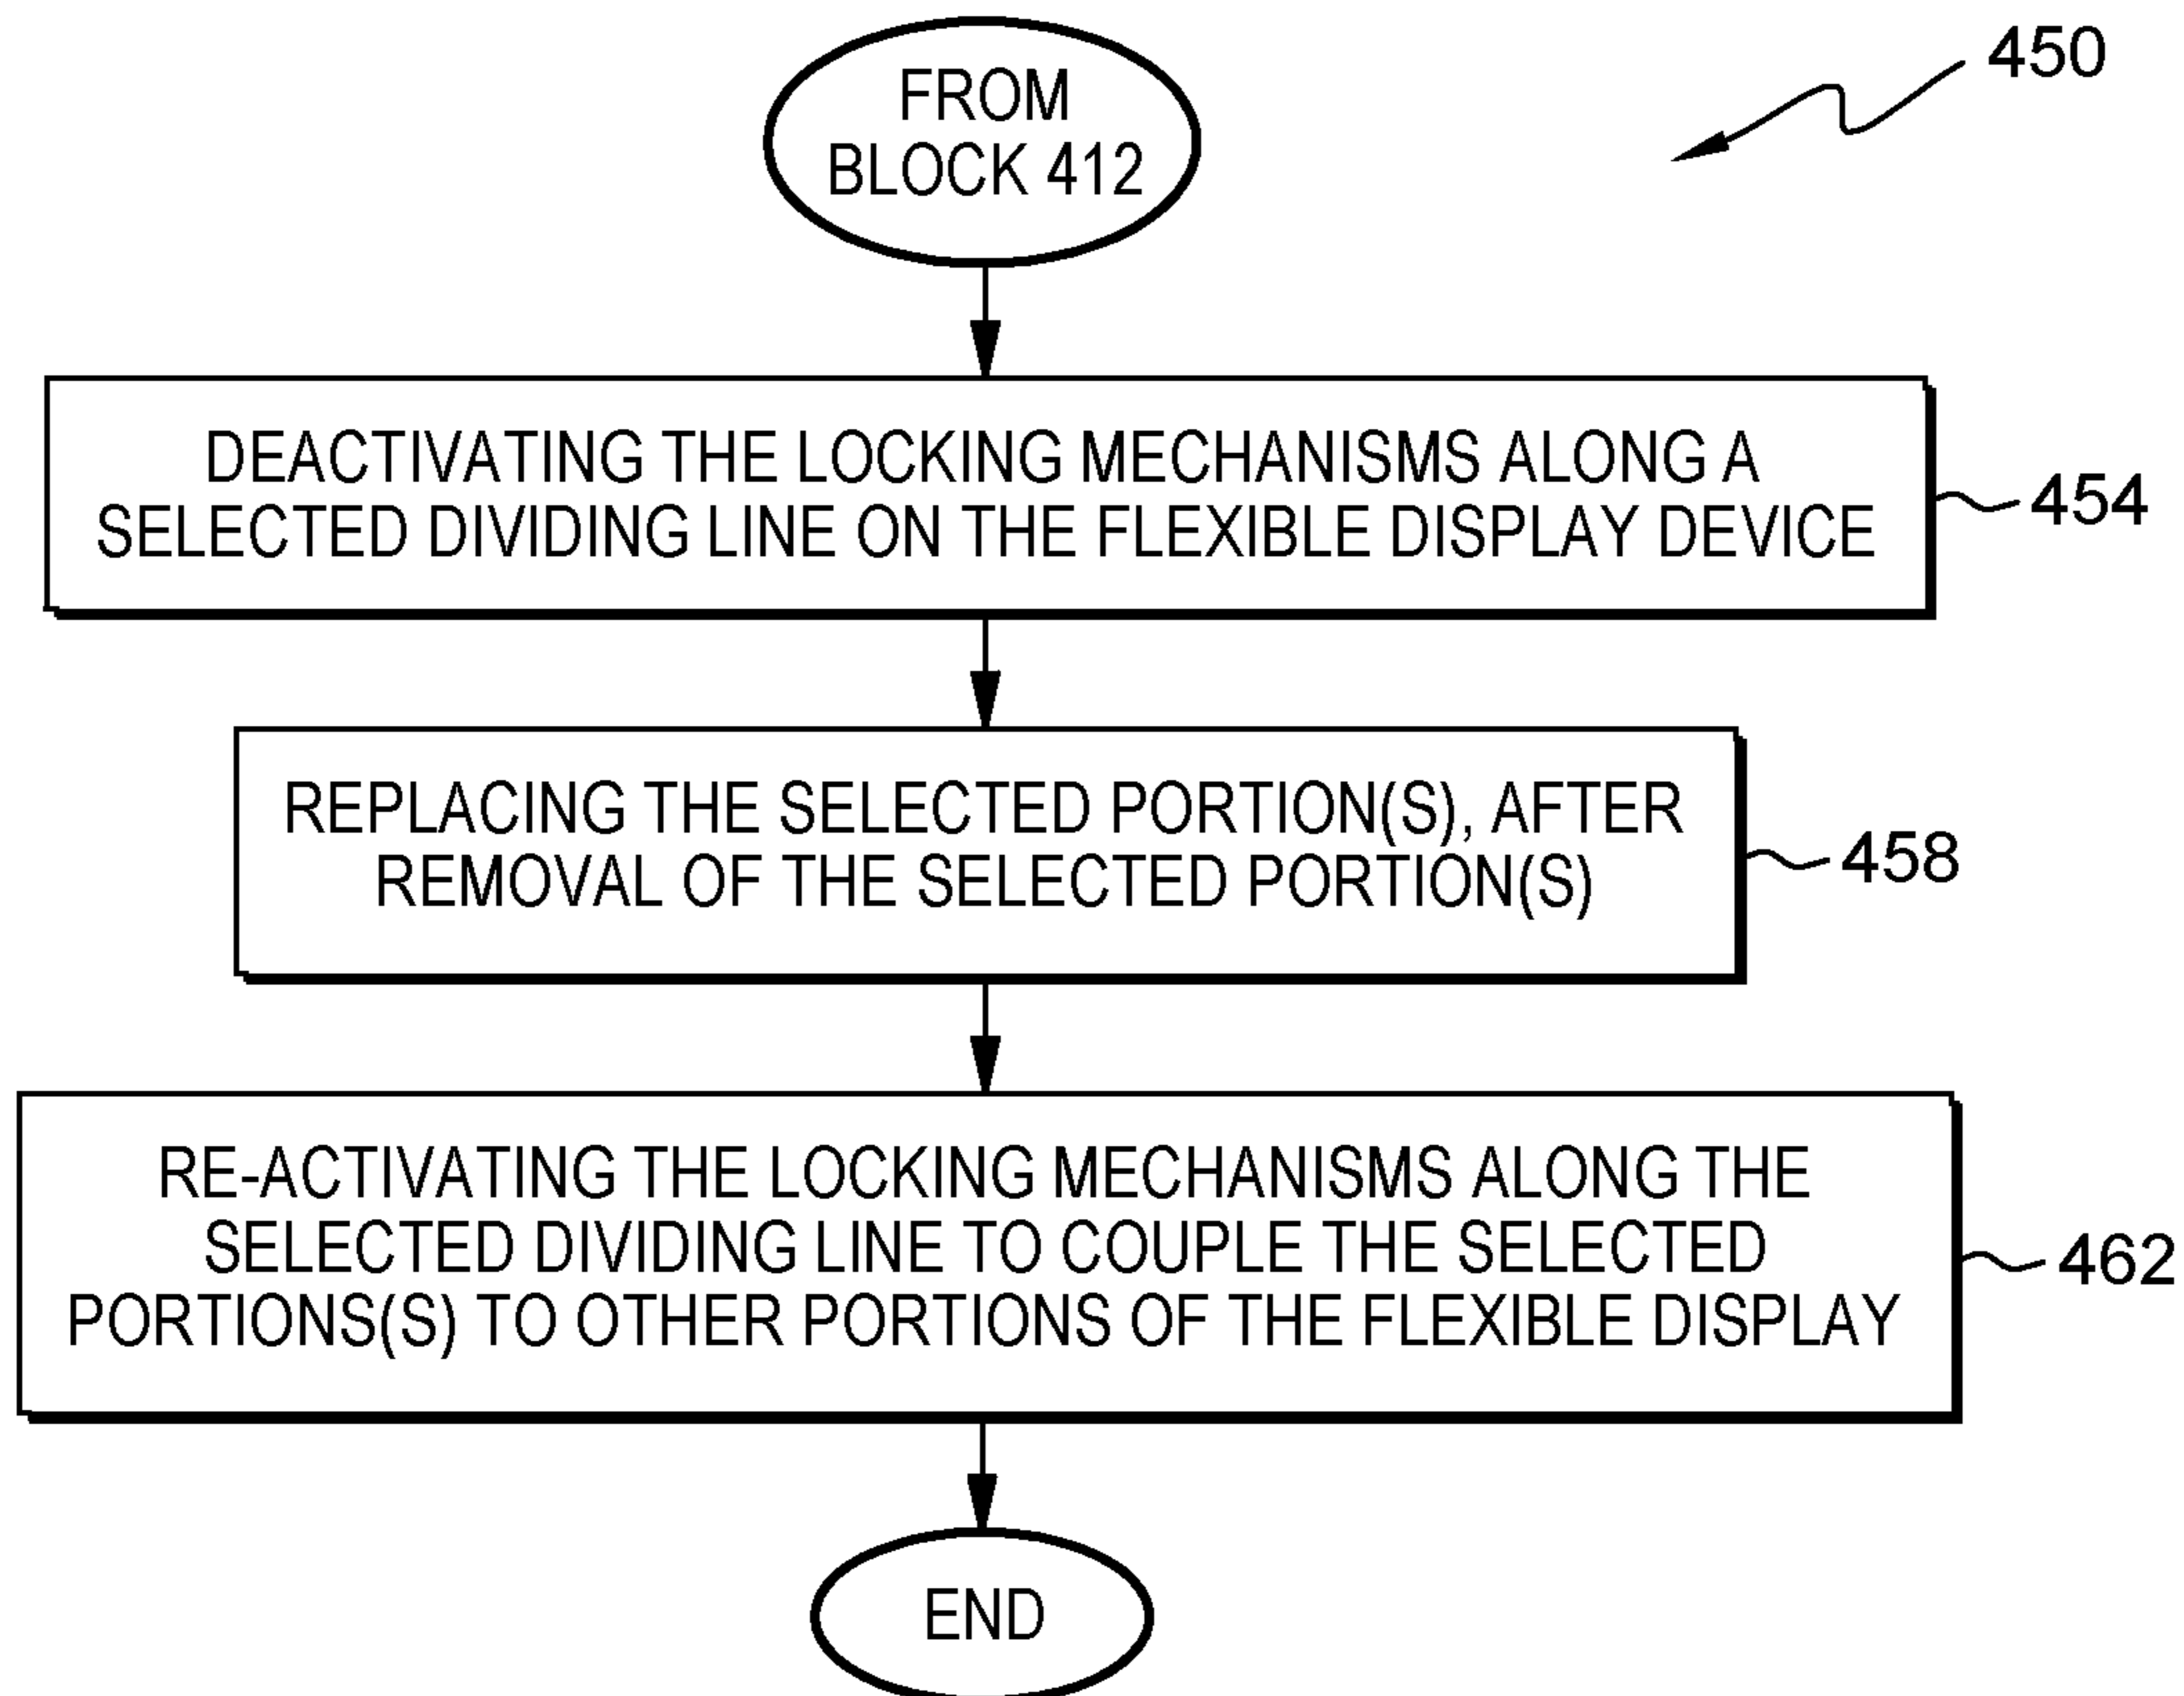 FROM
BLOCK 412
450
DEACTIVATING THE LOCKING MECHANISMS ALONG A
SELECTED DIVIDING LINE ON THE FLEXIBLE DISPLAY DEVICE
454
REPLACING THE SELECTED PORTION(S), AFTER
REMOVAL OF THE SELECTED PORTION(S)
458
RE-ACTIVATING THE LOCKING MECHANISMS ALONG THE
SELECTED DIVIDING LINE TO COUPLE THE SELECTED
PORTIONS(S) TO OTHER PORTIONS OF THE FLEXIBLE DISPLAY
462
END